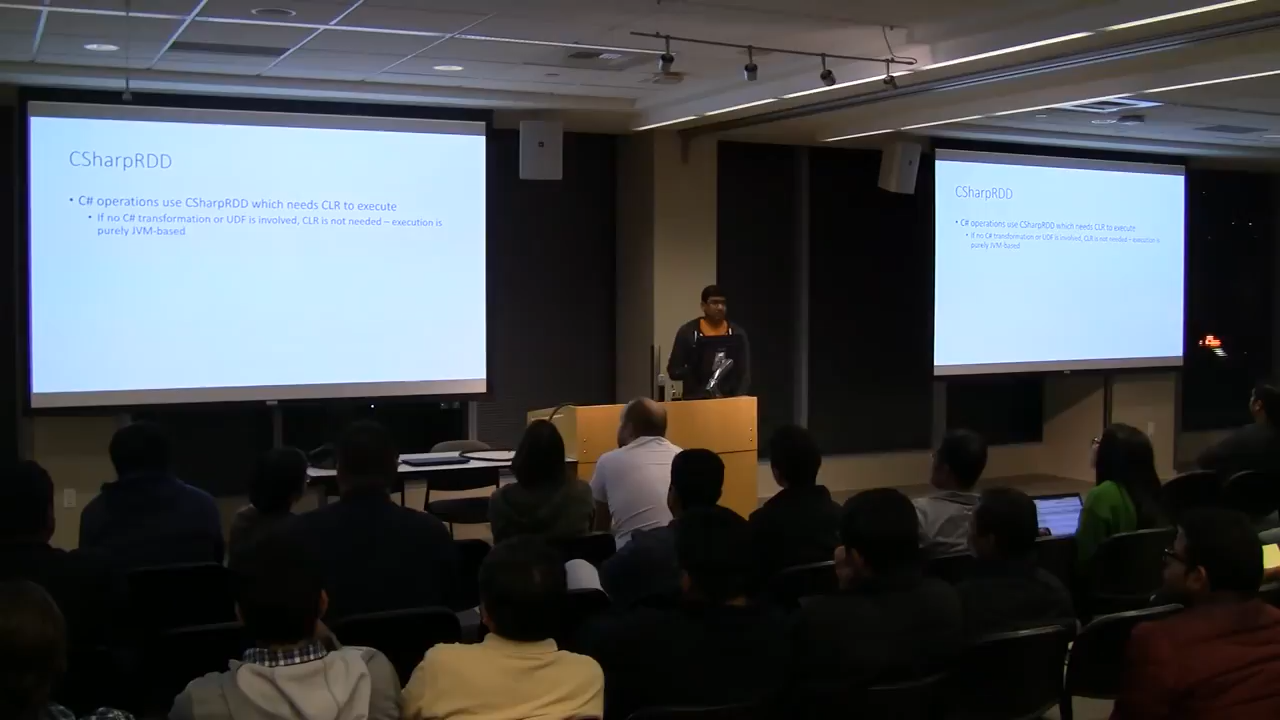 CSharpRDD
• C# operations use CSharpRDD which needs CLR to execute
• If no C# transformation or UDF is involved, CLR is not needed – execution is
purely JVM-based
CSharpRDD
• C# operations use CSharpRDD which needs CLR to execute
• If no C# transformation or UDF is involved, CLR is not needed – execution is
purely JVM-based